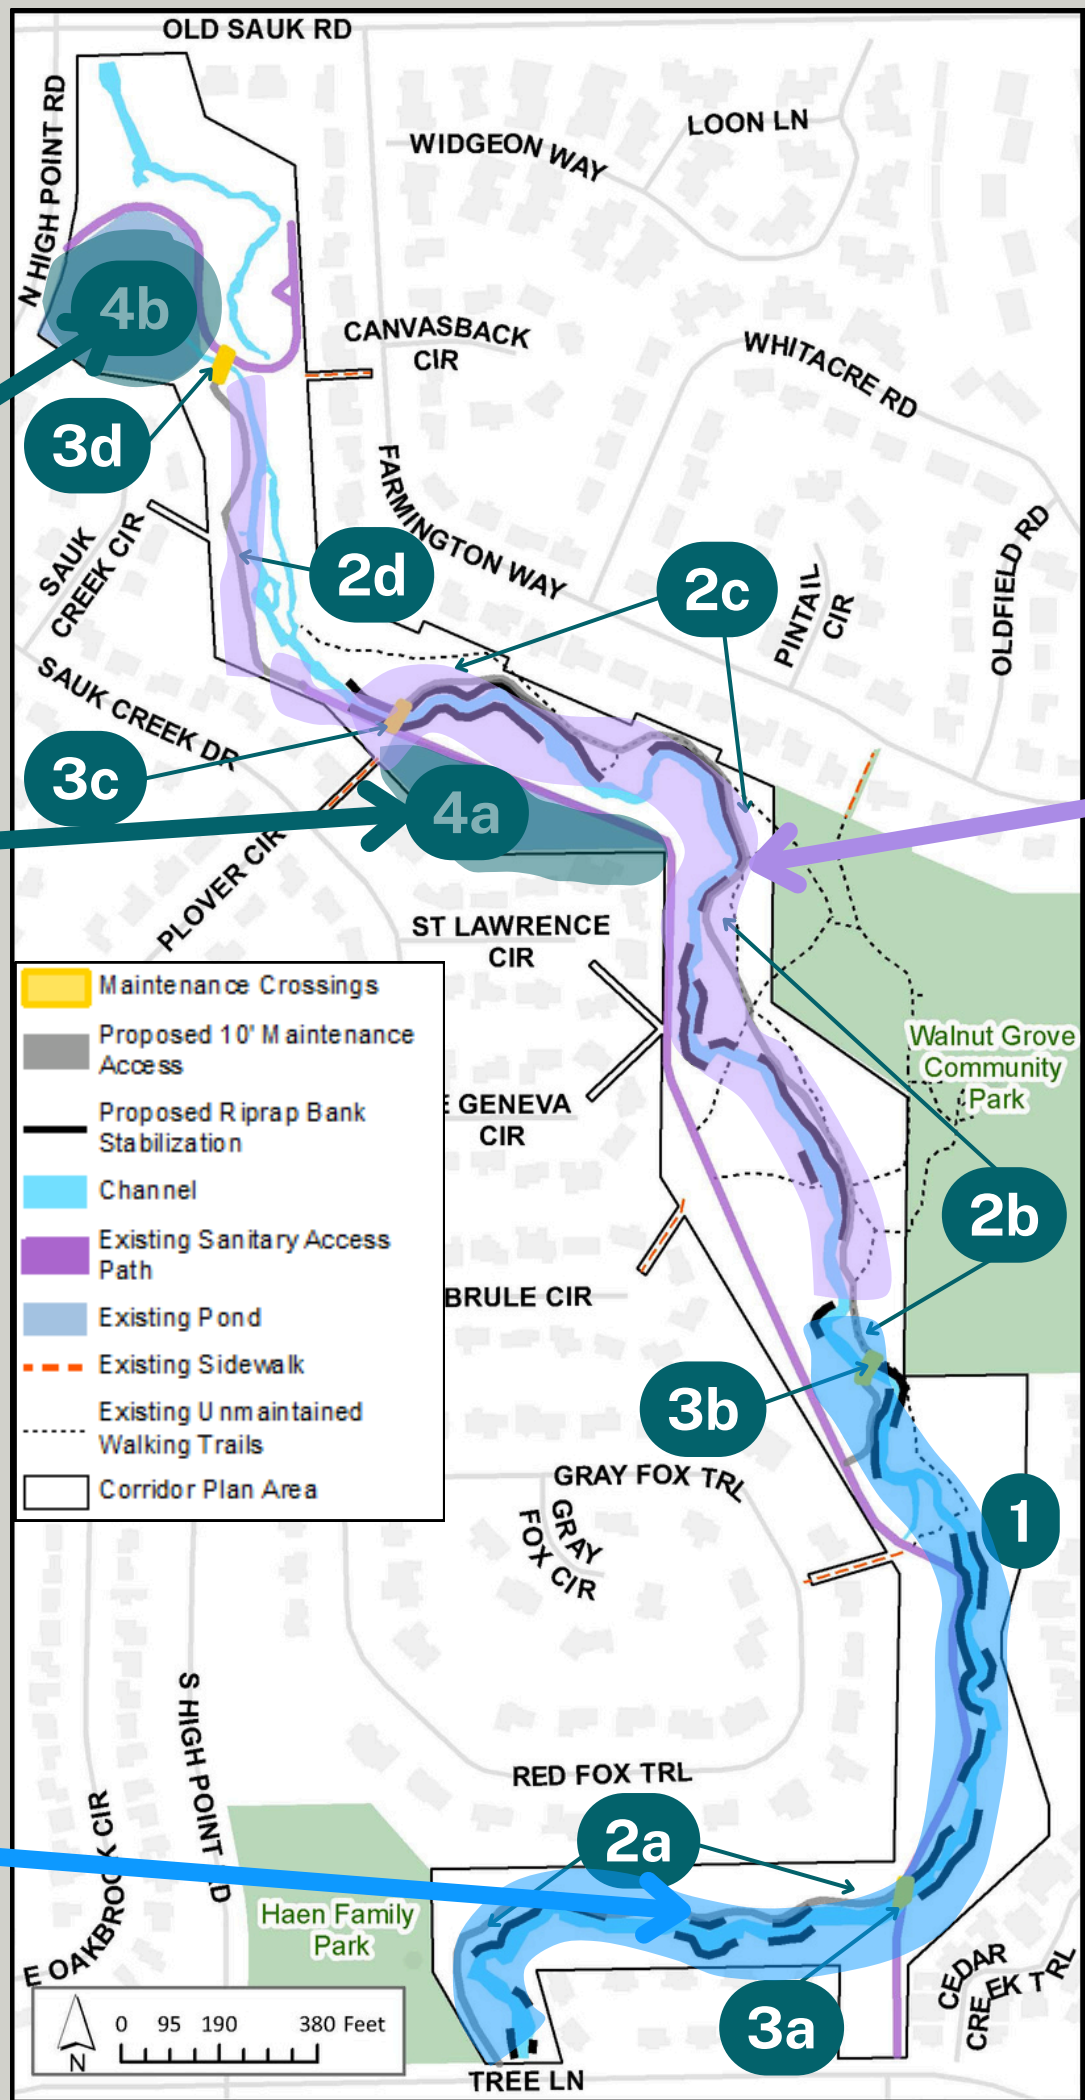 OLD SAUK RD
N HIGH POINT RD
WIDGEON WAY
LOON LN
4b
CANVASBACK
CIR
WHITACRE RD
3d
FARMINGTON WAY
SAUK
CREEK CIR
2d
2c
PINTAIL
CIR
OLDFIELD RD
SAUK CREEK DR
3c
4a
PLOVER CIR
ST LAWRENCE
CIR
Maintenance Crossings
Proposed 10' Maintenance
Access
Proposed Riprap Bank
Stabilization
Channel
Existing Sanitary Access
Path
Existing Pond
Existing Sidewalk
Existing Unmaintained
Walking Trails
Corridor Plan Area
Walnut Grove
Community
Park
E GENEVA
CIR
2b
BRULE CIR
3b
GRAY FOX TRL
GRAY
FOX CIR
1
S HIGH POINT RD
RED FOX TRL
2a
E OAKBROOK CIR
Haen Family
Park
CEDAR
CREEK TRL
3a
0 95 190 380 Feet
N
TREE LN